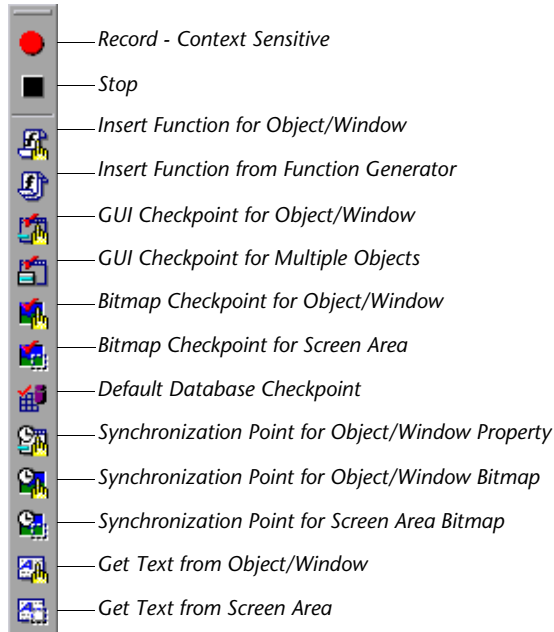 Record - Context Sensitive
Stop
Insert Function for Object/Window
Insert Function from Function Generator
GUI Checkpoint for Object/Window
GUI Checkpoint for Multiple Objects
Bitmap Checkpoint for Object/Window
Bitmap Checkpoint for Screen Area
Default Database Checkpoint
Synchronization Point for Object/Window Property
Synchronization Point for Object/Window Bitmap
Synchronization Point for Screen Area Bitmap
Get Text from Object/Window
Get Text from Screen Area